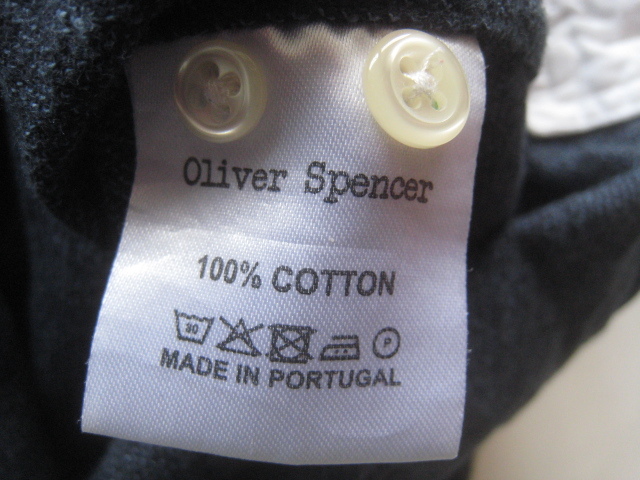 Oliver Spencer
100% COTTON
30 P
MADE IN PORTUGAL